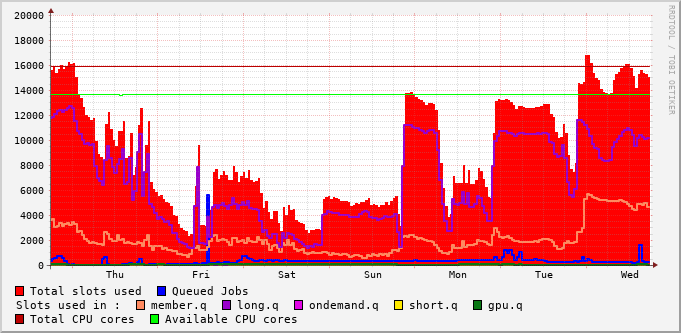 RRDTOOL / TOBI OETIKER
20000
18000
16000
14000
12000
10000
8000
6000
4000
2000
0
Thu Fri Sat Sun Mon Tue Wed
Total slots used Queued Jobs
Slots used in : member.q long.q ondemand.q short.q gpu.q
Total CPU cores Available CPU cores